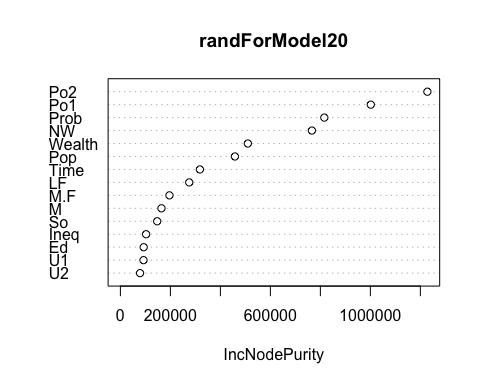 randForModel20
Po2
Po1
Prob
NW
Wealth
Pop
Time
LF
M.F
M
So
Ineq
Ed
U1
U2
0 200000 600000 1000000
IncNodePurity